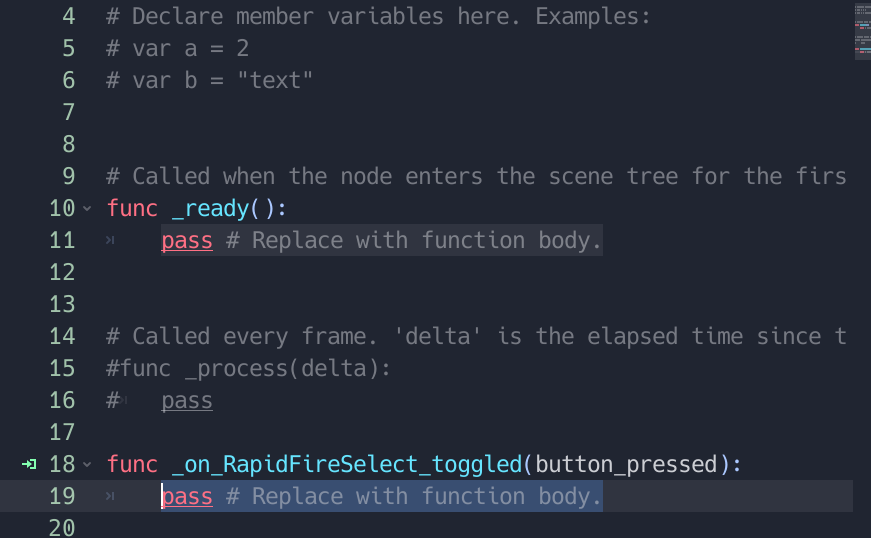 4 # Declare member variables here. Examples:
5 # var a = 2
6 # var b = "text"
7
8
9 # Called when the node enters the scene tree for the firs
10 func _ready():
11 pass # Replace with function body.
12
13
14 # Called every frame. 'delta' is the elapsed time since t
15 #func _process(delta):
16 # pass
17
18 func _on_RapidFireSelect_toggled(button_pressed):
19 pass # Replace with function body.
20